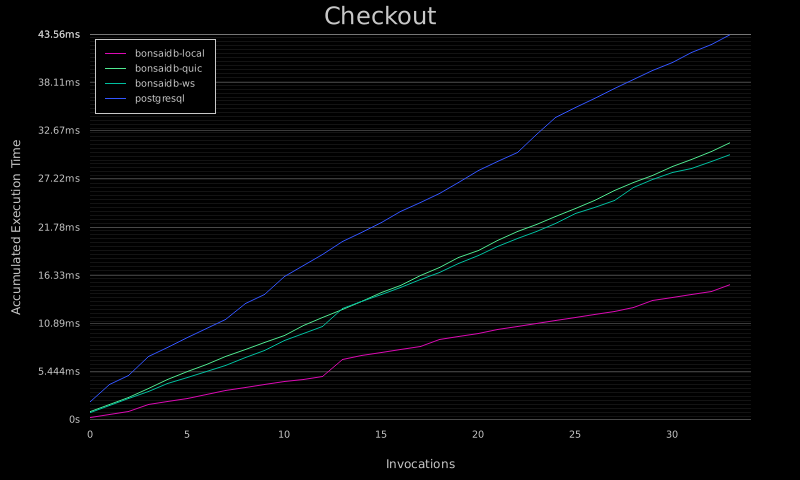 Checkout
43.56ms
38.11ms
32.67ms
27.22ms
21.78ms
16.33ms
10.89ms
5.444ms
0s
bonsaidb-local
bonsaidb-quic
bonsaidb-ws
postgresql
Accumulated Execution Time
0 5 10 15 20 25 30
Invocations